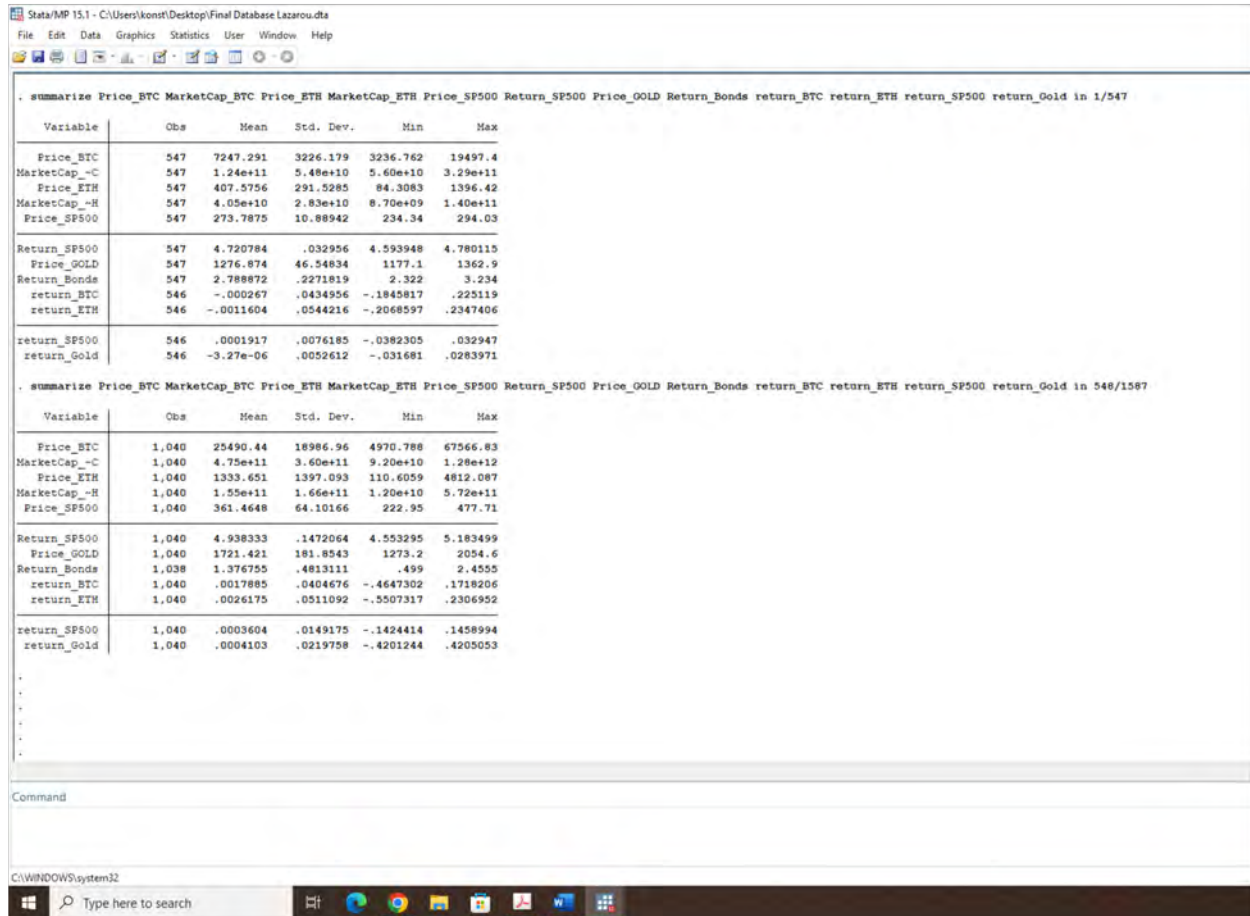 Stata/MP 15.1 - C:\Users\konst\Desktop\Final Database Lazarou.dta
File Edit Data Graphics Statistics User Window Help
. summarize Price_BTC MarketCap_BTC Price_ETH MarketCap_ETH Price_SP500 Return_SP500 Price_GOLD Return_Bonds return_BTC return_ETH return_SP500 return_Gold in 1/547
Variable | Obs Mean Std. Dev. Min Max
Price_BTC | 547 7247.291 3226.179 3236.762 19497.4
MarketCap_~C | 547 1.24e+11 5.48e+10 5.60e+10 3.29e+11
Price_ETH | 547 407.5756 291.5285 84.3083 1396.42
MarketCap_~H | 547 4.05e+10 2.83e+10 8.70e+09 1.40e+11
Price_SP500 | 547 273.7875 10.88942 234.34 294.03
Return_SP500 | 547 4.720784 .032956 4.593948 4.780115
Price_GOLD | 547 1276.874 46.54834 1177.1 1362.9
Return_Bonds | 547 2.788872 .2271819 2.322 3.234
return_BTC | 546 -.000267 .0434956 -.1845817 .225119
return_ETH | 546 -.0011604 .0544216 -.2068597 .2347406
return_SP500 | 546 .0001917 .0076185 -.0382305 .032947
return_Gold | 546 -3.27e-06 .0052612 -.031681 .0283971
. summarize Price_BTC MarketCap_BTC Price_ETH MarketCap_ETH Price_SP500 Return_SP500 Price_GOLD Return_Bonds return_BTC return_ETH return_SP500 return_Gold in 548/1587
Variable | Obs Mean Std. Dev. Min Max
Price_BTC | 1,040 25490.44 18986.96 4970.788 67566.83
MarketCap_~C | 1,040 4.75e+11 3.60e+11 9.20e+10 1.28e+12
Price_ETH | 1,040 1333.651 1397.093 110.6059 4812.087
MarketCap_~H | 1,040 1.55e+11 1.66e+11 1.20e+10 5.72e+11
Price_SP500 | 1,040 361.4648 64.10166 222.95 477.71
Return_SP500 | 1,040 4.938333 .1472064 4.553295 5.183499
Price_GOLD | 1,040 1721.421 181.8543 1273.2 2054.6
Return_Bonds | 1,038 1.376755 .4813111 .499 2.4555
return_BTC | 1,040 .0017885 .0404676 -.4647302 .1718206
return_ETH | 1,040 .0026175 .0511092 -.5507317 .2306952
return_SP500 | 1,040 .0003604 .0149175 -.1424414 .1458994
return_Gold | 1,040 .0004103 .0219758 -.4201244 .4205053
.
.
.
.
.
.
Command
C:\WINDOWS\system32
Type here to search